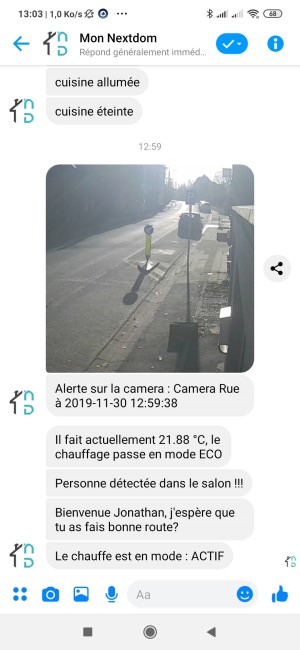 13:03 | 1,0 Ko/s
68
Mon Nextdom
Répond généralement imméd...
cuisine allumée
cuisine éteinte
12:59
Alerte sur la camera : Camera Rue
à 2019-11-30 12:59:38
Il fait actuellement 21.88 °C, le
chauffage passe en mode ECO
Personne détectée dans le salon !!!
Bienvenue Jonathan, j'espère que
tu as fais bonne route?
Le chauffe est en mode : ACTIF
Aa